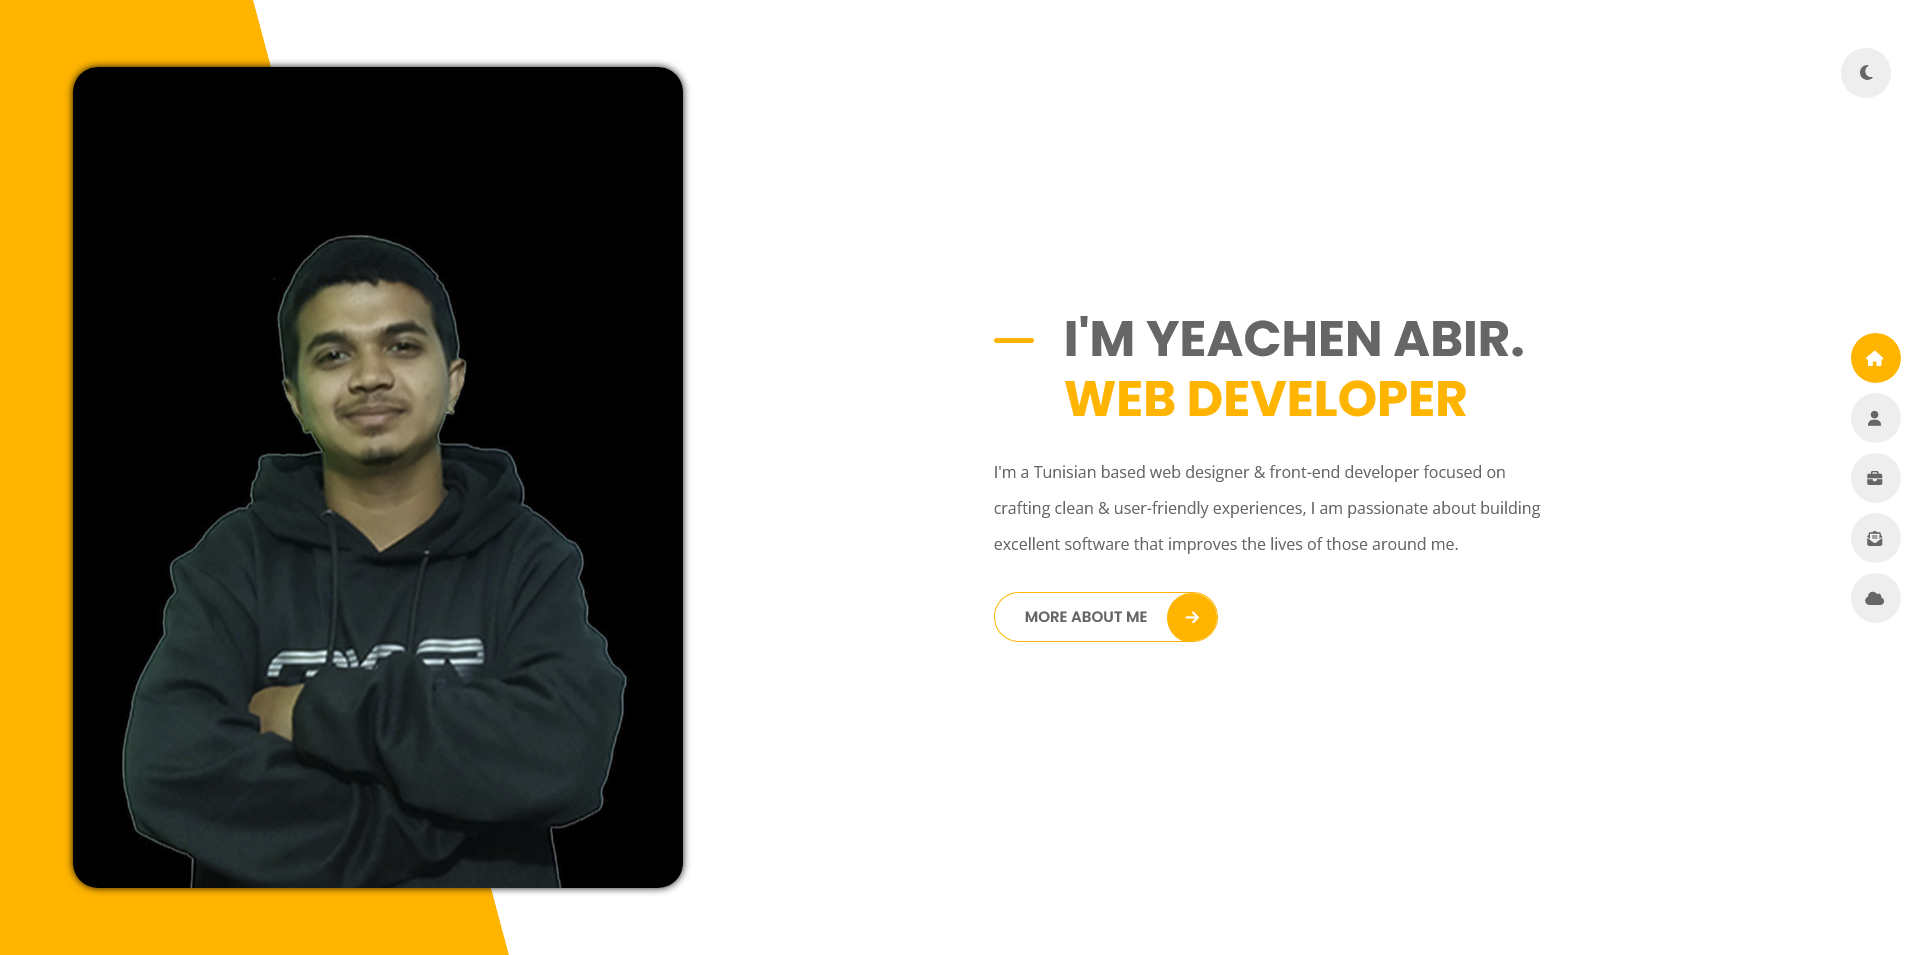 I'M YEACHEN ABIR.
WEB DEVELOPER
I'm a Tunisian based web designer & front-end developer focused on
crafting clean & user-friendly experiences, I am passionate about building
excellent software that improves the lives of those around me.
MORE ABOUT ME